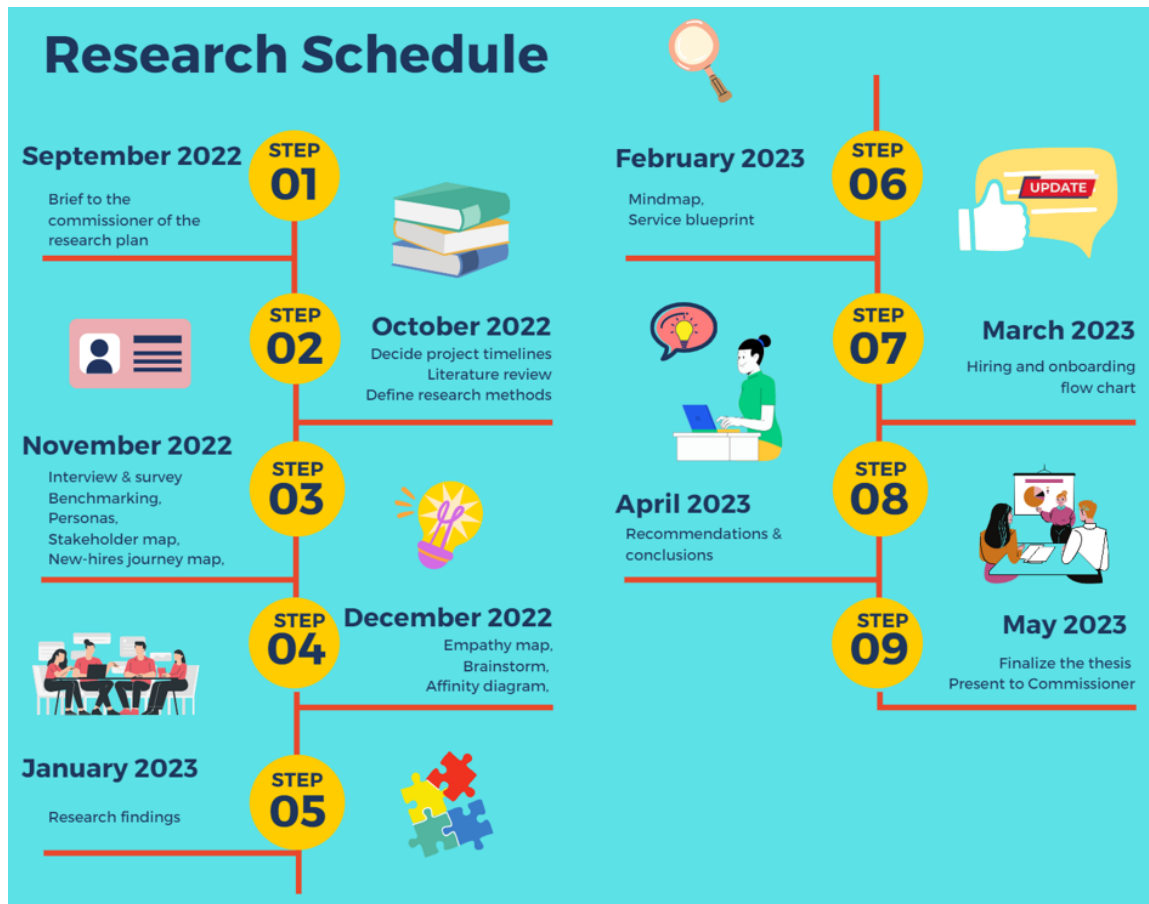 Research Schedule
September 2022
STEP
01
Brief to the
commissioner of the
research plan
STEP
02
October 2022
Decide project timelines
Literature review
Define research methods
November 2022
STEP
03
Interview & survey
Benchmarking,
Personas,
Stakeholder map,
New-hires journey map,
STEP
04
December 2022
Empathy map,
Brainstorm,
Affinity diagram,
January 2023
STEP
05
Research findings
February 2023
STEP
06
Mindmap,
Service blueprint
UPDATE
STEP
07
March 2023
Hiring and onboarding
flow chart
April 2023
STEP
08
Recommendations &
conclusions
STEP
09
May 2023
Finalize the thesis
Present to Commissioner